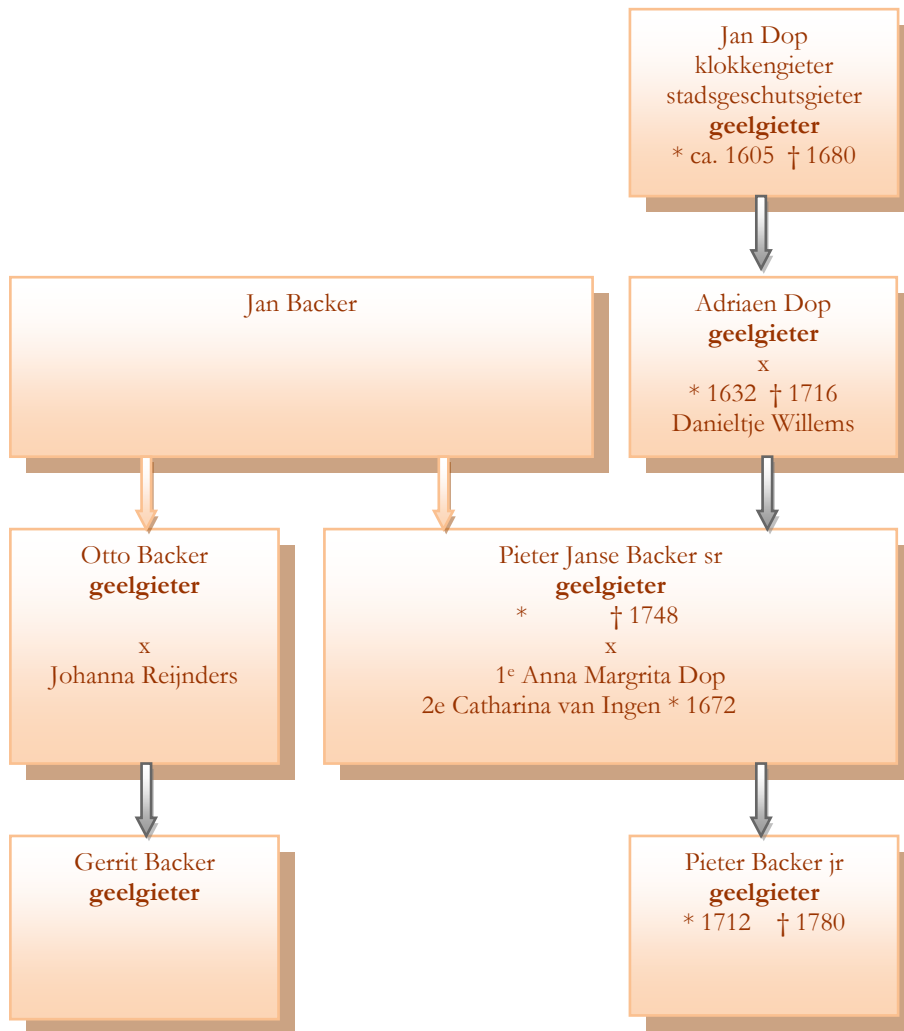 Jan Dop
klokkengieter
stadsgeschutsgieter
geelgieter
* ca. 1605 † 1680
Jan Backer
Adriaen Dop
geelgieter
x
* 1632 † 1716
Danieltje Willems
Otto Backer
geelgieter
x
Johanna Reijnders
Pieter Janse Backer sr
geelgieter
* † 1748
x
1e Anna Margrita Dop
2e Catharina van Ingen * 1672
Gerrit Backer
geelgieter
Pieter Backer jr
geelgieter
* 1712 † 1780